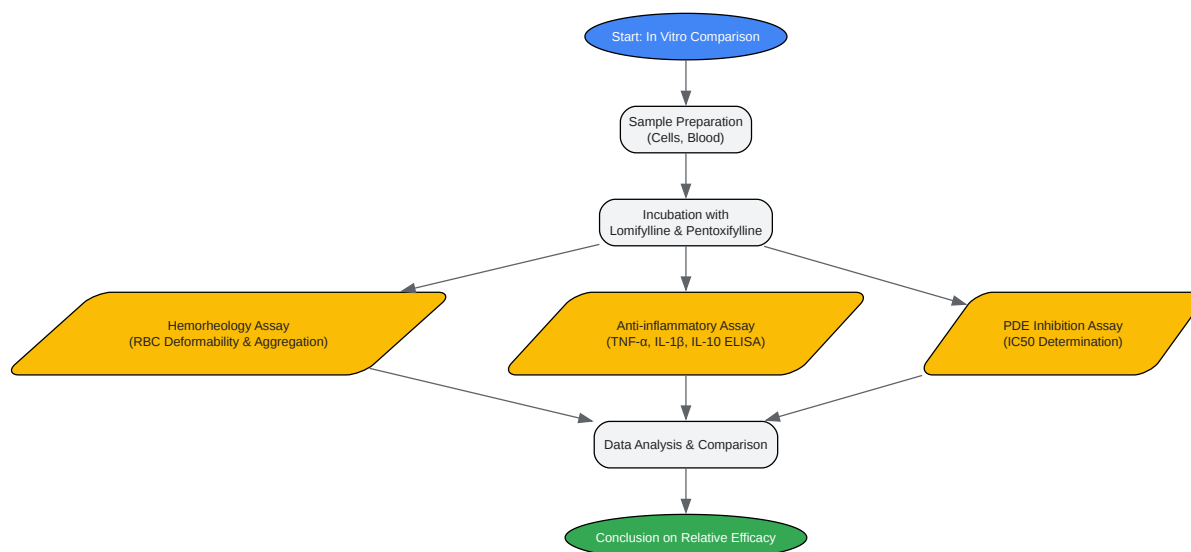 Start: In Vitro Comparison
Sample Preparation
(Cells, Blood)
Incubation with
Lomifylline & Pentoxifylline
Hemorheology Assay
(RBC Deformability & Aggregation)
Anti-inflammatory Assay
(TNF-α, IL-1β, IL-10 ELISA)
PDE Inhibition Assay
(IC50 Determination)
Data Analysis & Comparison
Conclusion on Relative Efficacy